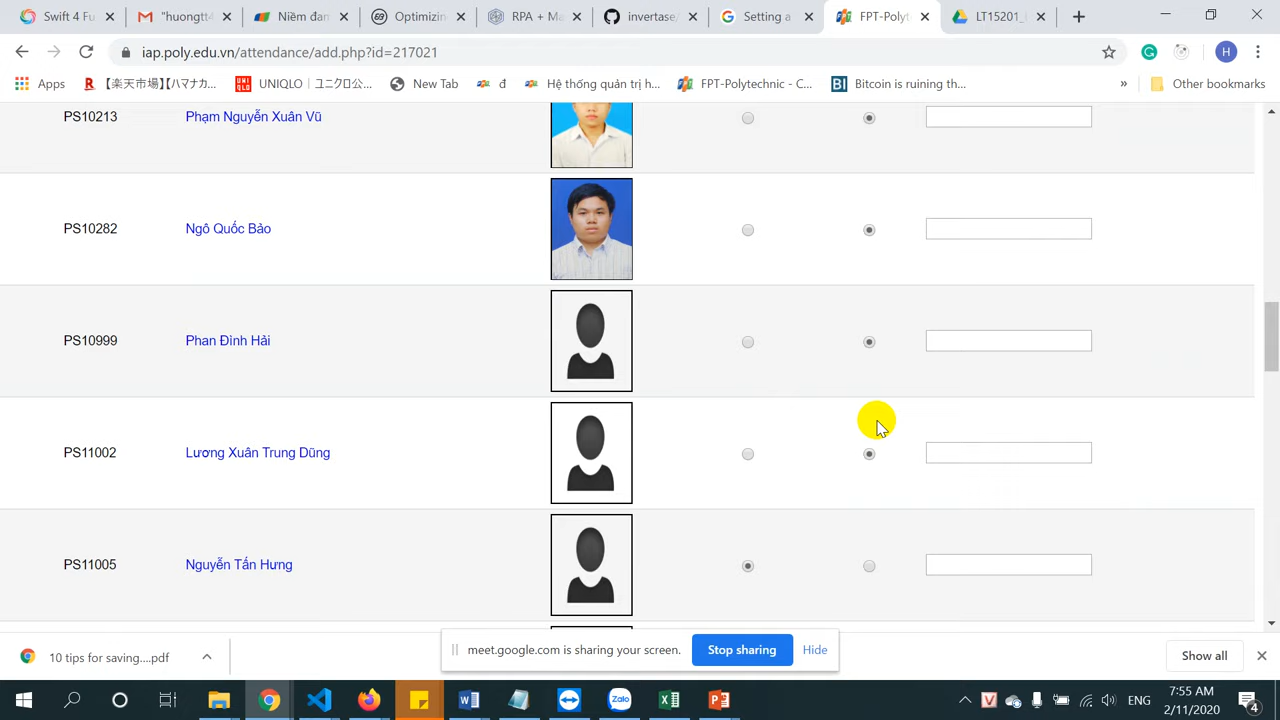 Swift 4 Fu
"huongtt4
Niềm đan
Optimizin
RPA + Ma
invertase/
Setting a
FPT-Polyt
LT15201_
iap.poly.edu.vn/attendance/add.php?id=217021
Apps
【楽天市場】【ハマナカ...
UNIQLO | ユニクロ公...
New Tab
đ
Hệ thống quản trị h...
FPT-Polytechnic - C...
BI
Bitcoin is ruining th...
»
Other bookmarks
PS10213 Phạm Nguyễn Xuân Vũ
PS10282 Ngô Quốc Bảo
PS10999 Phan Đình Hải
PS11002 Lương Xuân Trung Dũng
PS11005 Nguyễn Tấn Hưng
meet.google.com is sharing your screen. Stop sharing Hide
10 tips for saving....pdf
Show all
ENG
7:55 AM
2/11/2020
4